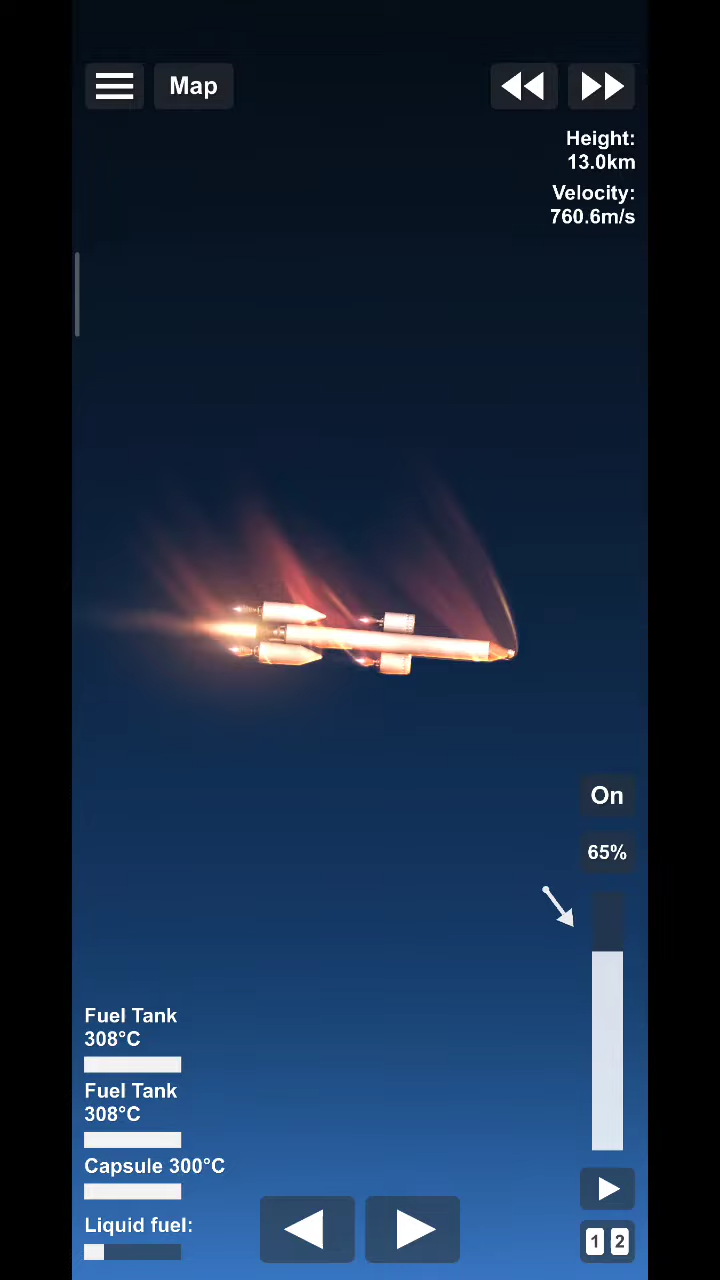 Map
Height:
13.0km
Velocity:
760.6m/s
On
65%
Fuel Tank
308°C
Fuel Tank
308°C
Capsule 300°C
Liquid fuel:
1 2